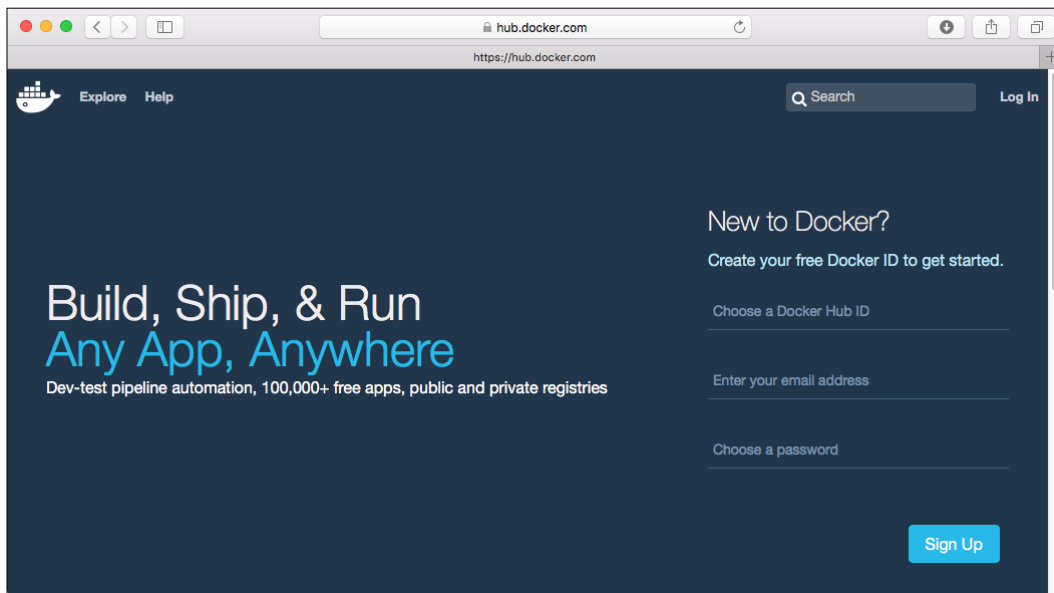 hub.docker.com
https://hub.docker.com
Explore Help Search Log In
New to Docker?
Create your free Docker ID to get started.
Build, Ship, & Run
Any App, Anywhere
Dev-test pipeline automation, 100,000+ free apps, public and private registries
Choose a Docker Hub ID
Enter your email address
Choose a password
Sign Up